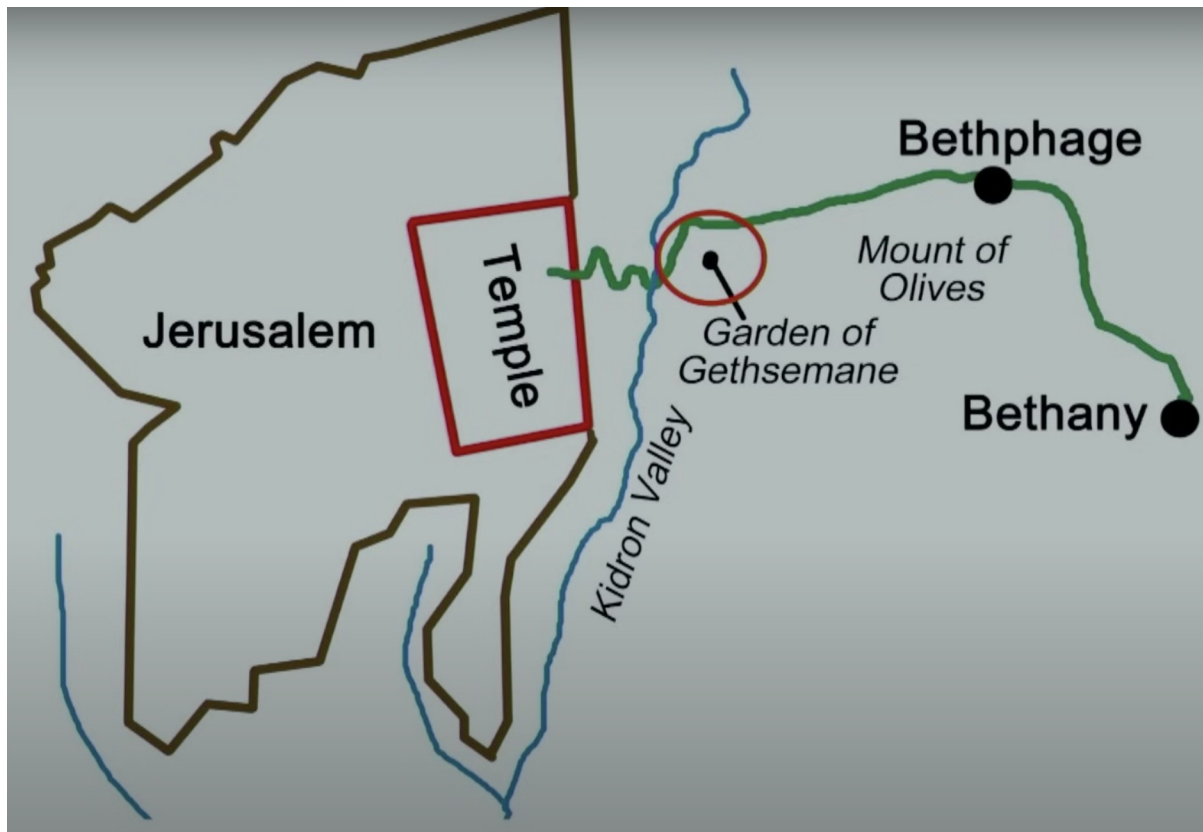 Bethphage
Mount of
Olives
Temple
Jerusalem
Garden of
Gethsemane
Bethany
Kidron Valley